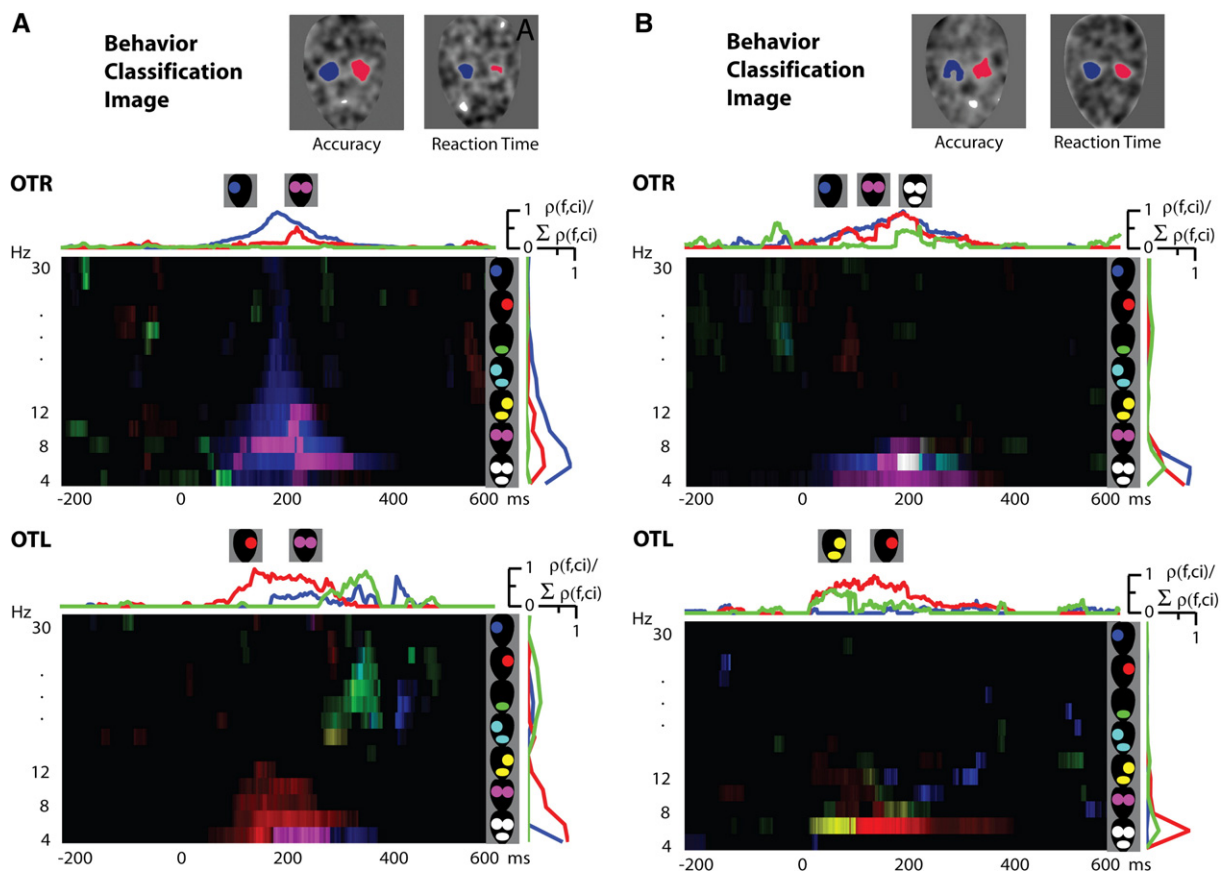 A
Behavior
Classification
Image
A
Accuracy
Reaction Time
OTR
1
0
ρ(f,ci)/
Σ ρ(f,ci)
1
Hz
30
.
.
.
12
8
4
-200
0
200
400
600
ms
OTL
1
0
ρ(f,ci)/
Σ ρ(f,ci)
1
Hz
30
.
.
.
12
8
4
-200
0
200
400
600
ms
B
Behavior
Classification
Image
Accuracy
Reaction Time
1
0
ρ(f,ci)/
Σ ρ(f,ci)
1
Hz
30
.
.
.
12
8
4
-200
0
200
400
600
ms
OTL
1
0
ρ(f,ci)/
Σ ρ(f,ci)
1
Hz
30
.
.
.
12
8
4
-200
0
200
400
600
ms